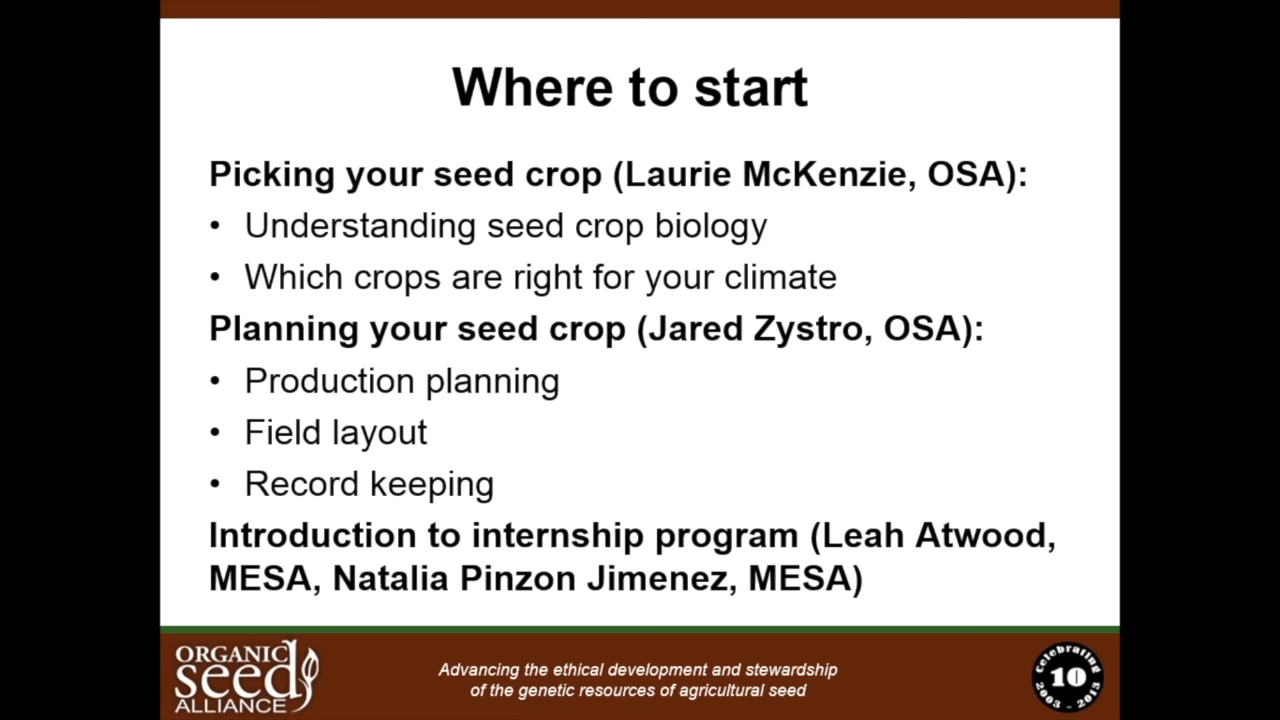 Where to start
Picking your seed crop (Laurie McKenzie, OSA):
• Understanding seed crop biology
• Which crops are right for your climate
Planning your seed crop (Jared Zystro, OSA):
• Production planning
• Field layout
• Record keeping
Introduction to internship program (Leah Atwood,
MESA, Natalia Pinzon Jimenez, MESA)
ORGANIC
seed
ALLIANCE
Advancing the ethical development and stewardship
of the genetic resources of agricultural seed
Celebrating
10
2003 - 2013